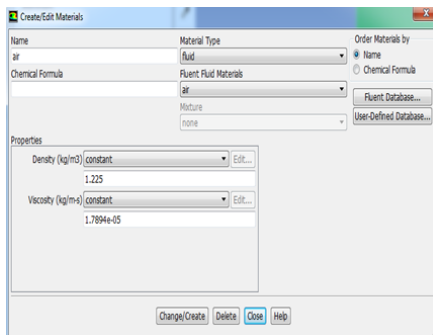 Create/Edit Materials
Name
air
Chemical Formula
Material Type
fluid
Fluent Fluid Materials
air
Mixture
none
Order Materials by
Name
Chemical Formula
Fluent Database...
User-Defined Database...
Properties
Density (kg/m3) constant Edit...
1.225
Viscosity (kg/m-s) constant Edit...
1.7894e-05
Change/Create Delete Close Help